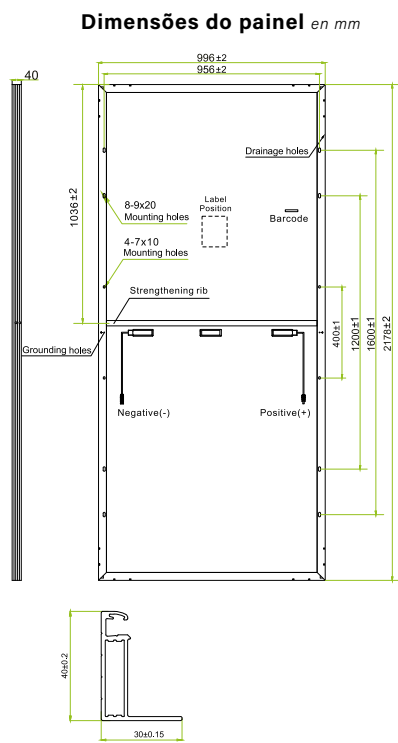 Dimensões do painel en mm
996±2
956±2
40
Drainage holes
1036±2
8-9x20
Mounting holes
Label
Position
Barcode
4-7x10
Mounting holes
Strengthening rib
Grounding holes
400±1
1200±1
1600±1
2178±2
Negative(-)
Positive(+)
40±0.2
30±0.15